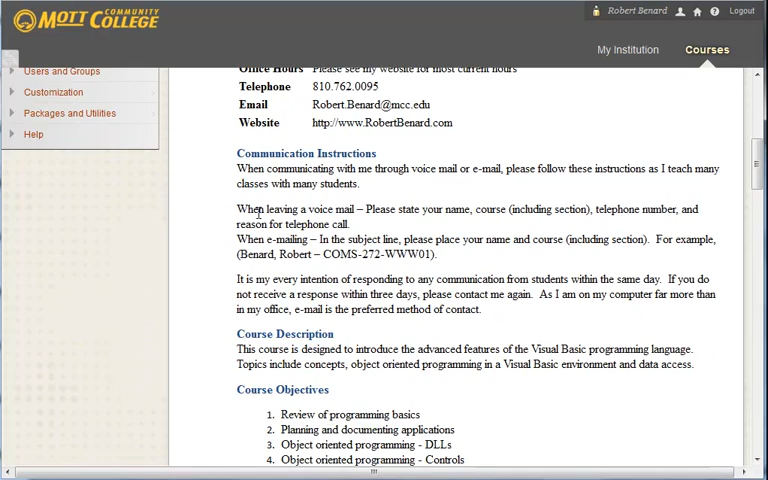 MOTT COMMUNITY COLLEGE
Robert Benard
Logout
My Institution
Courses
Users and Groups
Customization
Packages and Utilities
Help
Office Hours Please see my website for most current hours
Telephone 810.762.0095
Email Robert.Benard@mcc.edu
Website http://www.RobertBenard.com
Communication Instructions
When communicating with me through voice mail or e-mail, please follow these instructions as I teach many
classes with many students.
When leaving a voice mail – Please state your name, course (including section), telephone number, and
reason for telephone call.
When e-mailing – In the subject line, please place your name and course (including section). For example,
(Benard, Robert – COMS-272-WWW01).
It is my every intention of responding to any communication from students within the same day. If you do
not receive a response within three days, please contact me again. As I am on my computer far more than
in my office, e-mail is the preferred method of contact.
Course Description
This course is designed to introduce the advanced features of the Visual Basic programming language.
Topics include concepts, object oriented programming in a Visual Basic environment and data access.
Course Objectives
1. Review of programming basics
2. Planning and documenting applications
3. Object oriented programming - DLLs
4. Object oriented programming - Controls